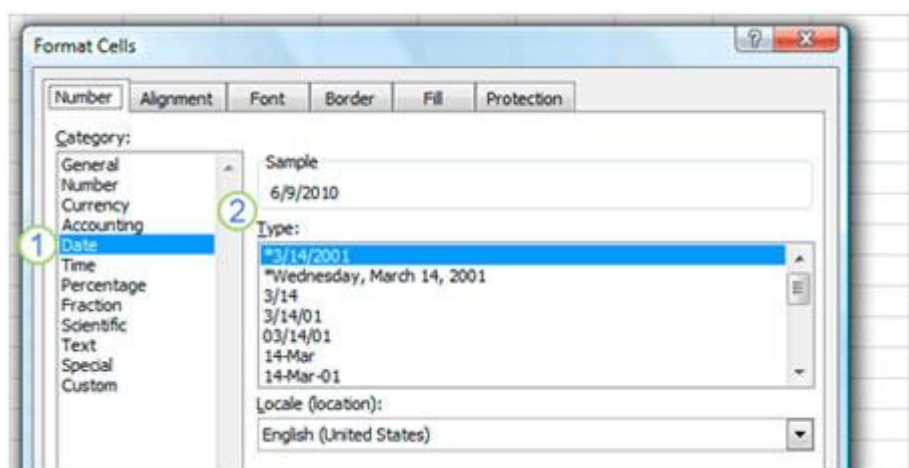 Format Cells
Number Alignment Font Border Fill Protection
Category:
General
Number
Currency
Accounting
Date
Time
Percentage
Fraction
Scientific
Text
Special
Custom
1
2
Sample
6/9/2010
Type:
*3/14/2001
*Wednesday, March 14, 2001
3/14
3/14/01
03/14/01
14-Mar
14-Mar-01
Locale (location):
English (United States)